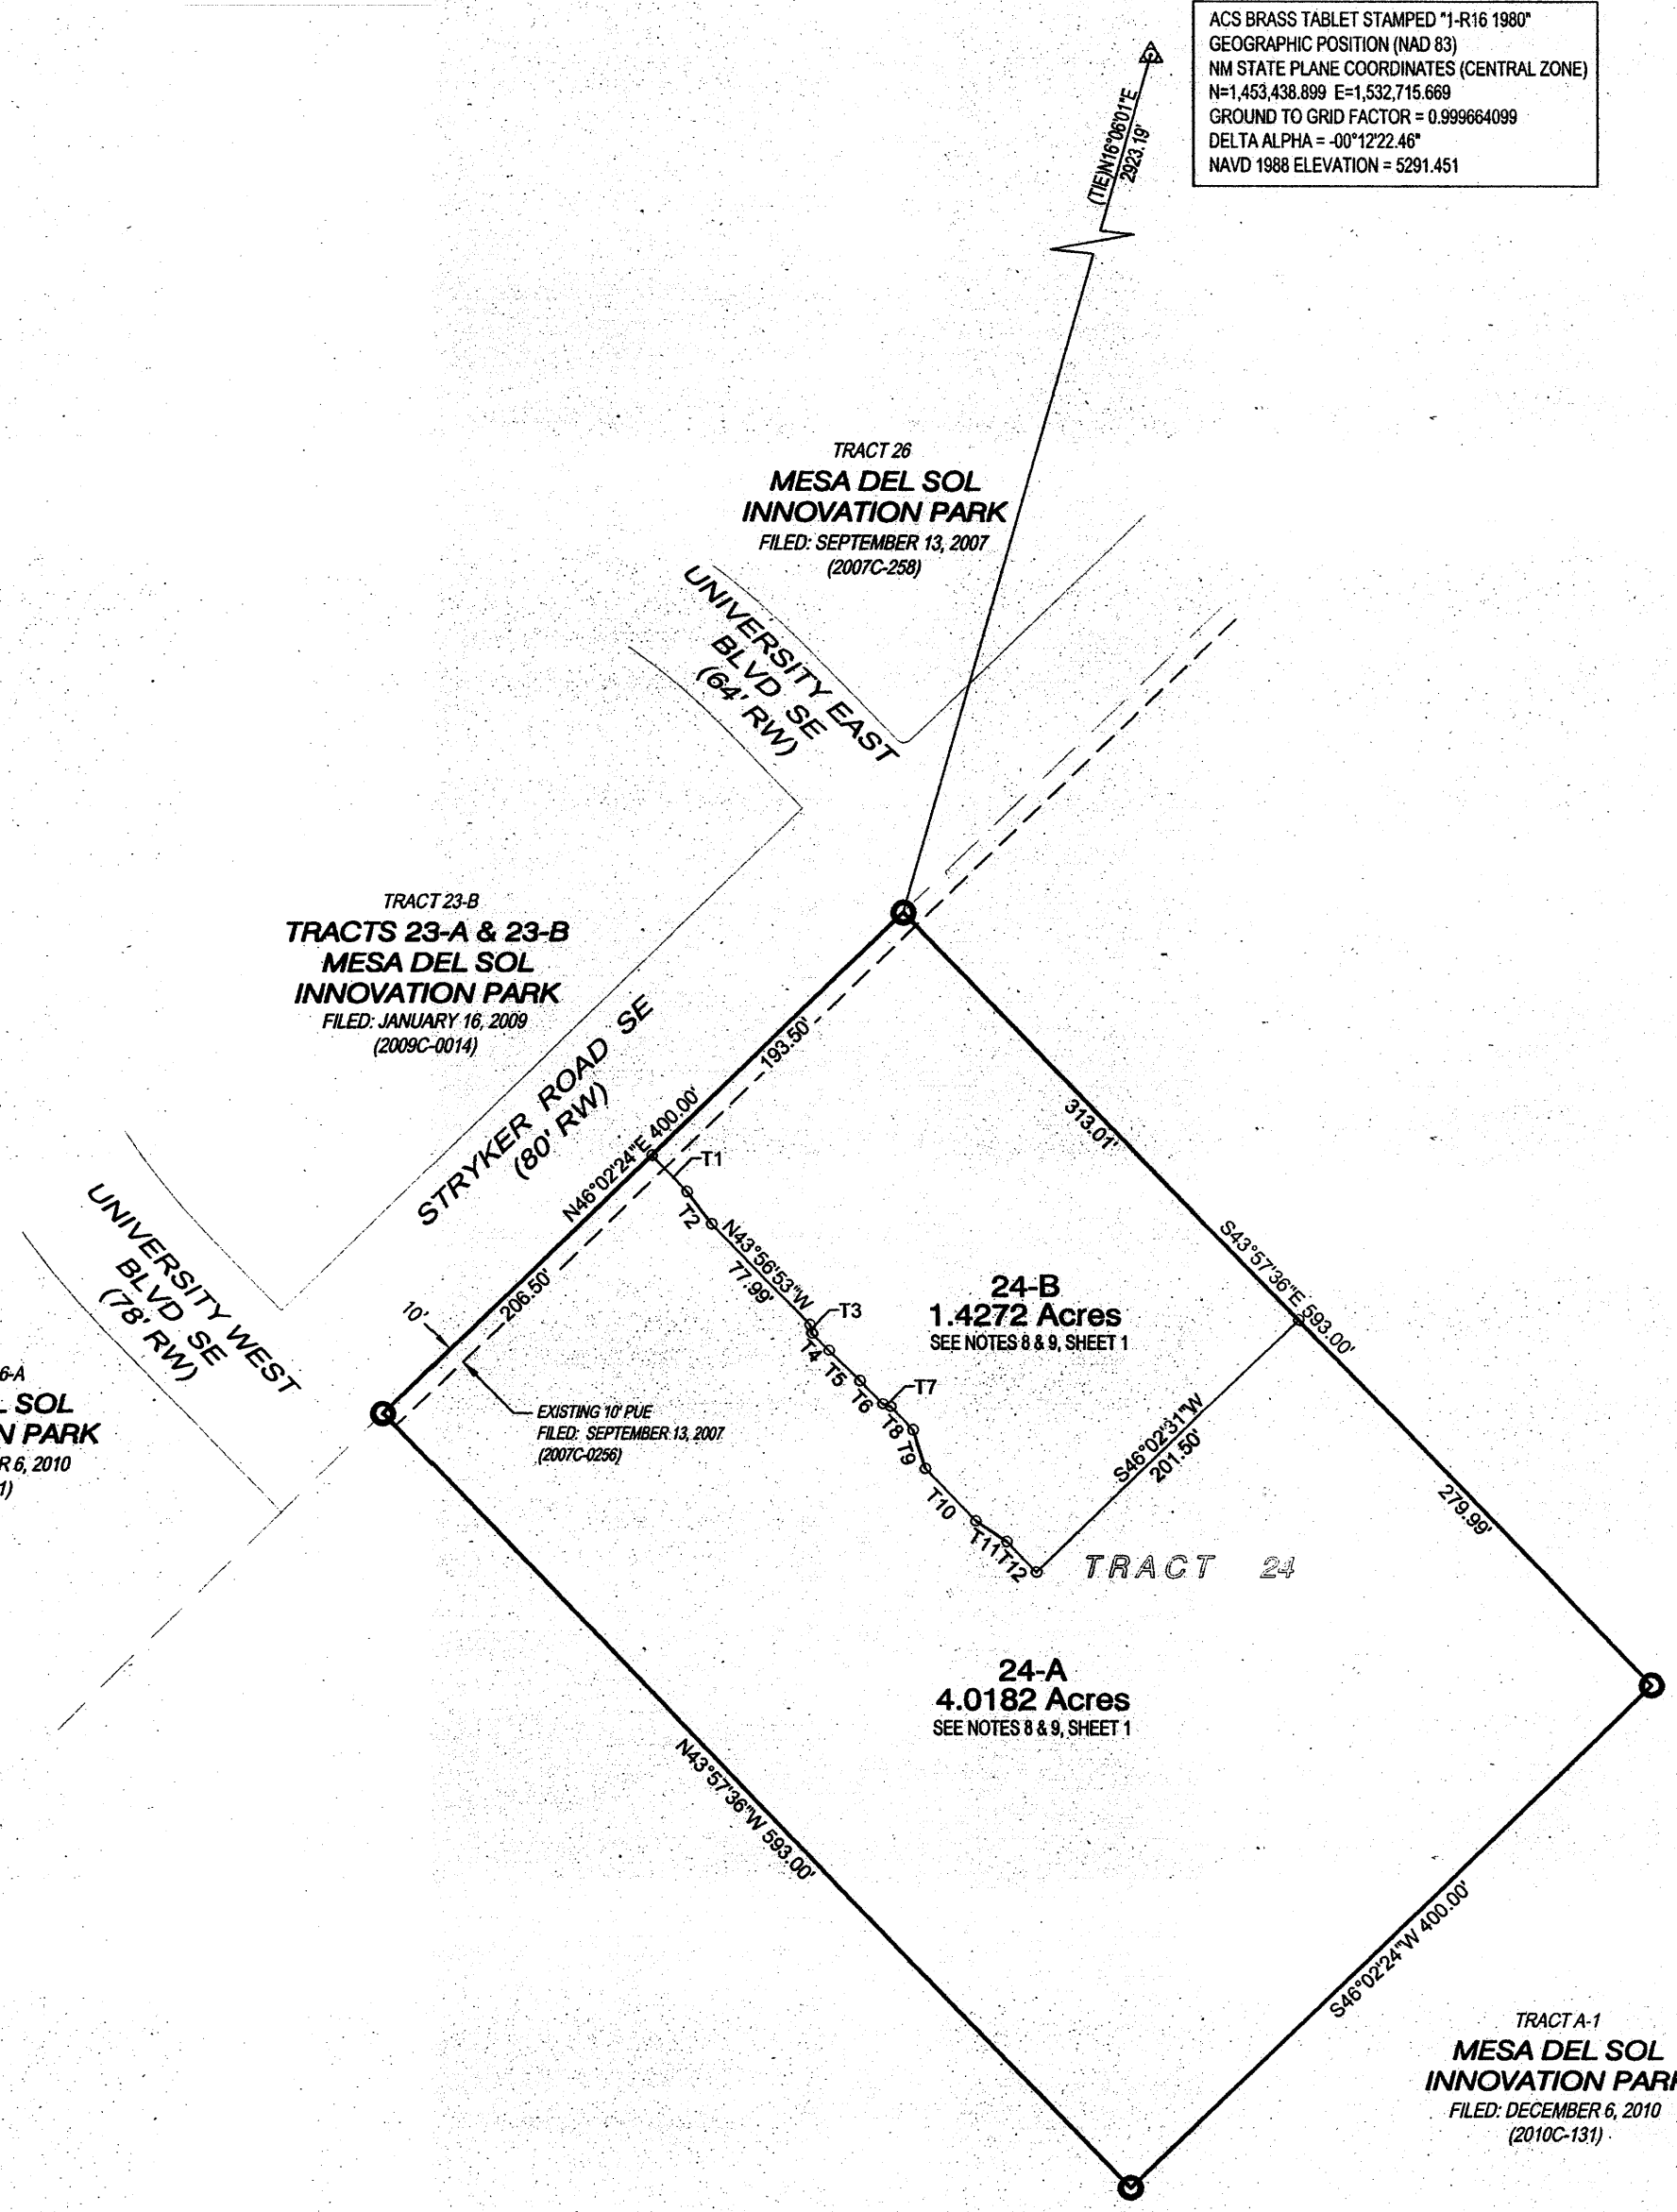 ACS BRASS TABLET STAMPED "1-R16 1980"
GEOGRAPHIC POSITION (NAD 83)
NM STATE PLANE COORDINATES (CENTRAL ZONE)
N=1,453,438.899 E=1,532,715.669
GROUND TO GRID FACTOR = 0.999664099
DELTA ALPHA = -00°12'22.46"
NAVD 1988 ELEVATION = 5291.451
(TIE)N16°06'01"E
2923.19'
TRACT 26
MESA DEL SOL
INNOVATION PARK
FILED: SEPTEMBER 13, 2007
(2007C-258)
UNIVERSITY EAST
BLVD SE
(64' RW)
TRACT 23-B
TRACTS 23-A & 23-B
MESA DEL SOL
INNOVATION PARK
FILED: JANUARY 16, 2009
(2009C-0014)
STRYKER ROAD SE
(80' RW)
N46°02'24"E 400.00'
193.50'
206.50'
10'
UNIVERSITY WEST
BLVD SE
(78' RW)
6-A
L SOL
N PARK
R 6, 2010
1)
EXISTING 10' PUE
FILED: SEPTEMBER 13, 2007
(2007C-0256)
T1
T2
N43°56'53"W
77.99'
T3
T4
T5
T6
T7
T8
T9
T10
T11
T12
313.01'
S43°57'36"E 593.00'
24-B
1.4272 Acres
SEE NOTES 8 & 9, SHEET 1
S46°02'31"W
201.50'
279.99'
TRACT 24
24-A
4.0182 Acres
SEE NOTES 8 & 9, SHEET 1
N43°57'36"W 593.00'
S46°02'24"W 400.00'
TRACT A-1
MESA DEL SOL
INNOVATION PARK
FILED: DECEMBER 6, 2010
(2010C-131)